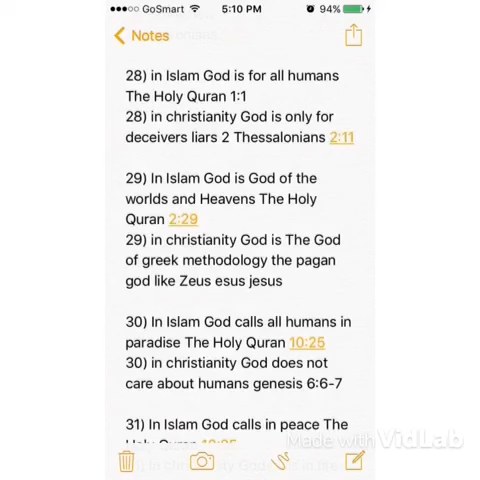 GoSmart 5:10 PM 94%
Notes
28) in Islam God is for all humans
The Holy Quran 1:1
28) in christianity God is only for
deceivers liars 2 Thessalonians 2:11
29) In Islam God is God of the
worlds and Heavens The Holy
Quran 2:29
29) in christianity God is The God
of greek methodology the pagan
god like Zeus esus jesus
30) In Islam God calls all humans in
paradise The Holy Quran 10:25
30) in christianity God does not
care about humans genesis 6:6-7
31) In Islam God calls in peace The
Holy Quran 10:25
Made with VidLab